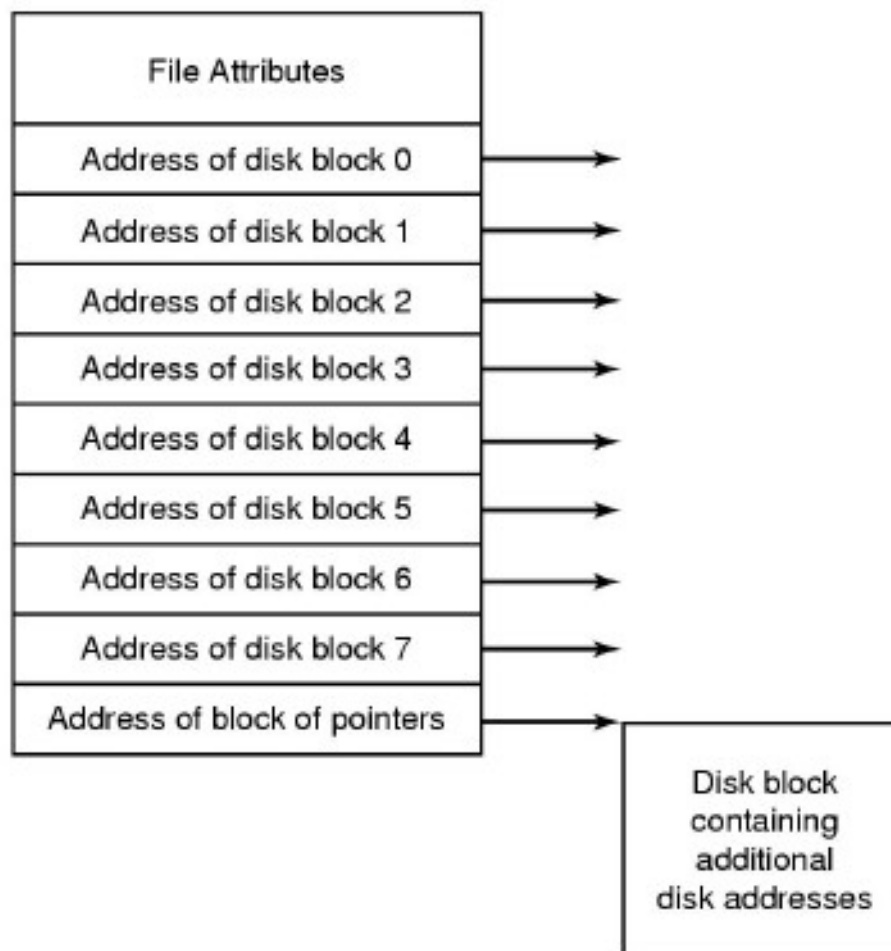 File Attributes
Address of disk block 0
Address of disk block 1
Address of disk block 2
Address of disk block 3
Address of disk block 4
Address of disk block 5
Address of disk block 6
Address of disk block 7
Address of block of pointers
Disk block
containing
additional
disk addresses